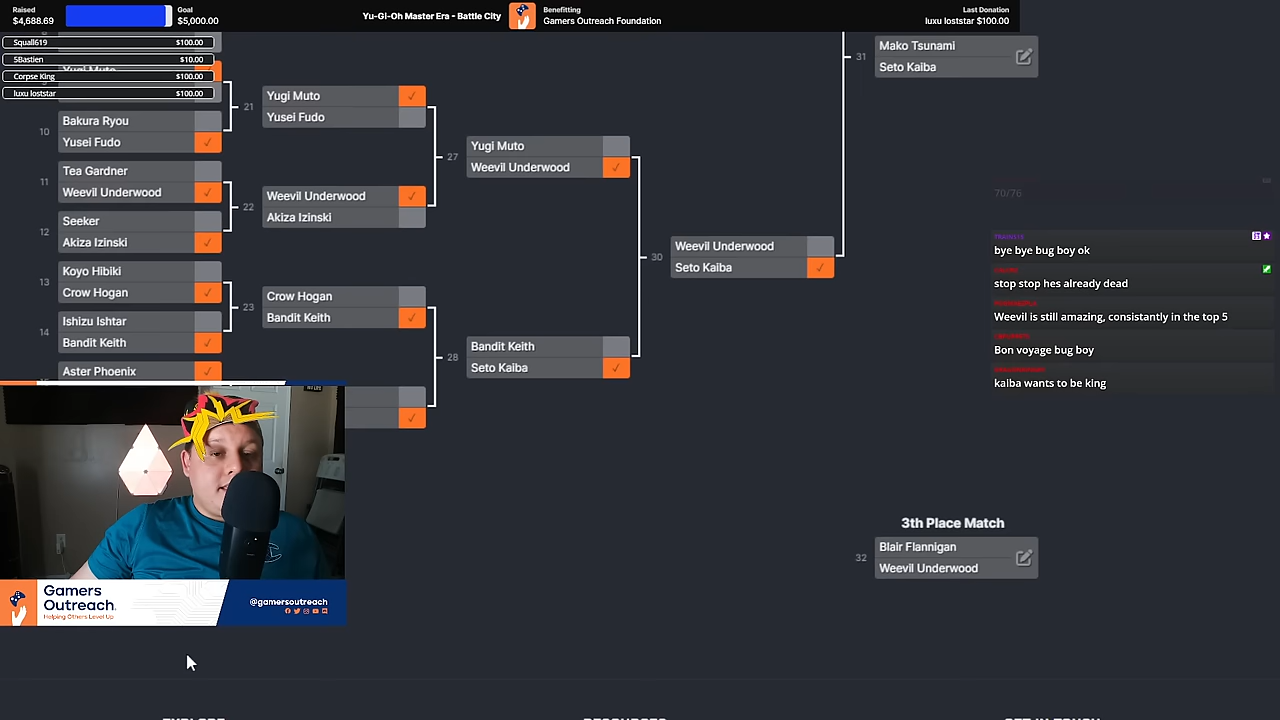 Raised
$4,688.69
Goal
$5,000.00
Yu-Gi-Oh Master Era - Battle City
Benefitting
Gamers Outreach Foundation
Last Donation
luxu loststar $100.00
Squall619 $100.00
5Bastien $10.00
Corpse King $100.00
luxu loststar $100.00
10
Bakura Ryou
Yusei Fudo
11
Tea Gardner
Weevil Underwood
12
Seeker
Akiza Izinski
13
Koyo Hibiki
Crow Hogan
14
Ishizu Ishtar
Bandit Keith
Aster Phoenix
21
Yugi Muto
Yusei Fudo
22
Weevil Underwood
Akiza Izinski
23
Crow Hogan
Bandit Keith
27
Yugi Muto
Weevil Underwood
28
Bandit Keith
Seto Kaiba
30
Weevil Underwood
Seto Kaiba
31
Mako Tsunami
Seto Kaiba
3th Place Match
32
Blair Flannigan
Weevil Underwood
70/76
bye bye bug boy ok
stop stop hes already dead
Weevil is still amazing, consistantly in the top 5
Bon voyage bug boy
kaiba wants to be king
Gamers
Outreach.
Helping Others Level Up
@gamersoutreach